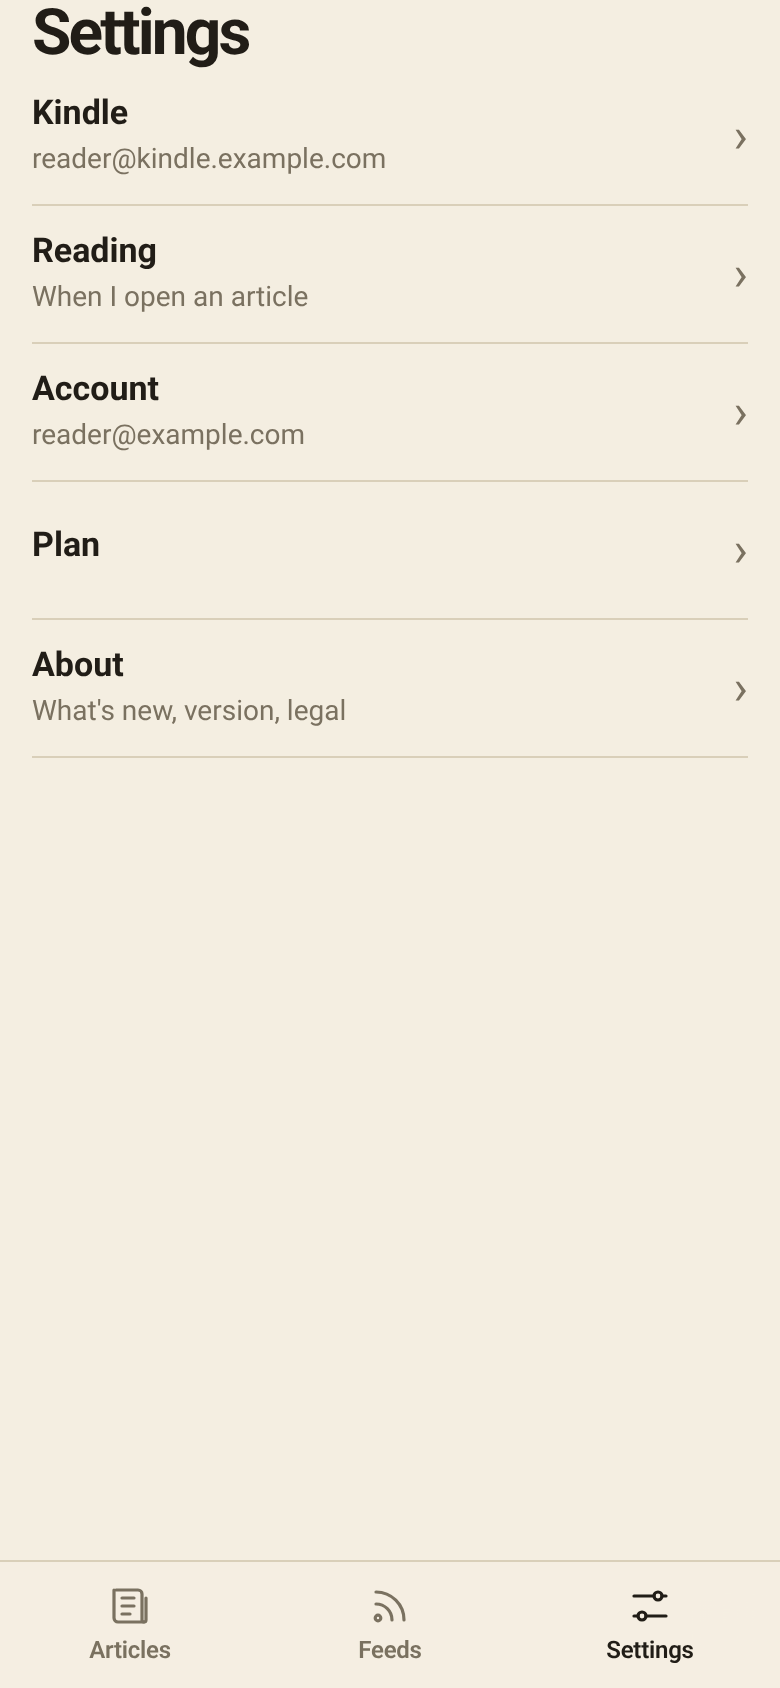 Settings
Kindle
reader@kindle.example.com
Reading
When I open an article
Account
reader@example.com
Plan
About
What's new, version, legal
Articles
Feeds
Settings